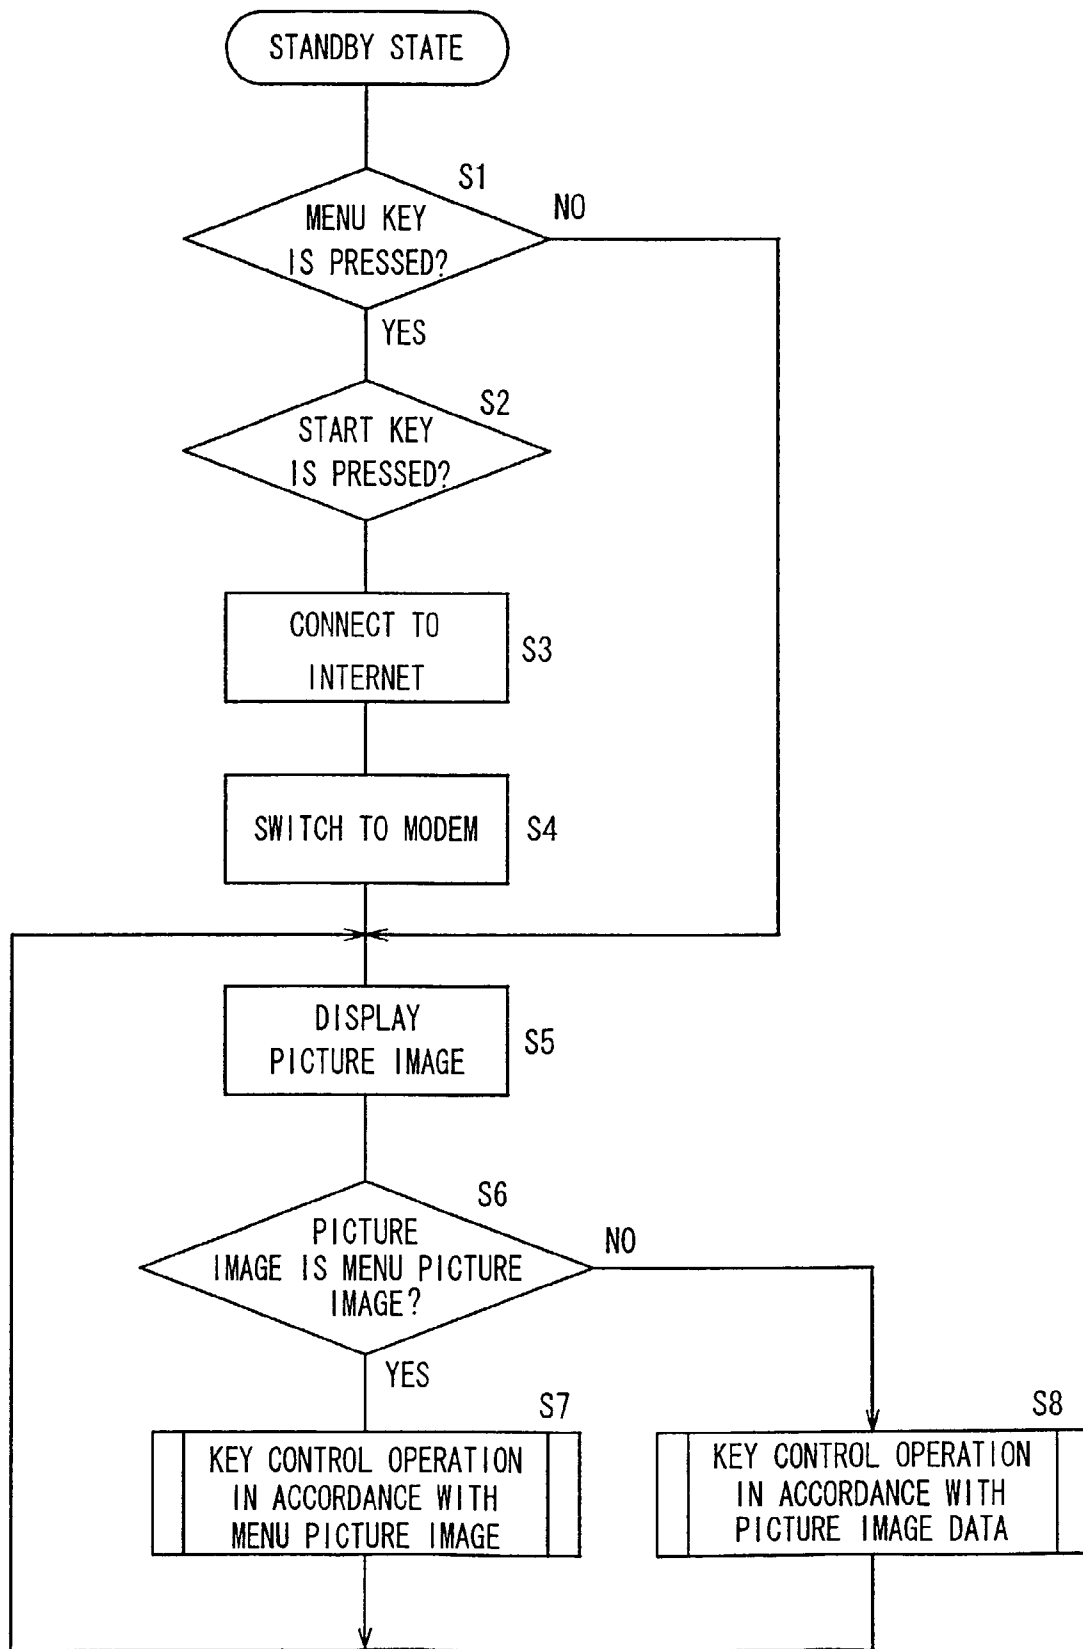 STANDBY STATE
S1
MENU KEY
IS PRESSED?
NO
YES
S2
START KEY
IS PRESSED?
CONNECT TO
INTERNET
S3
SWITCH TO MODEM
S4
DISPLAY
PICTURE IMAGE
S5
S6
PICTURE
IMAGE IS MENU PICTURE
IMAGE?
NO
YES
S7
KEY CONTROL OPERATION
IN ACCORDANCE WITH
MENU PICTURE IMAGE
S8
KEY CONTROL OPERATION
IN ACCORDANCE WITH
PICTURE IMAGE DATA